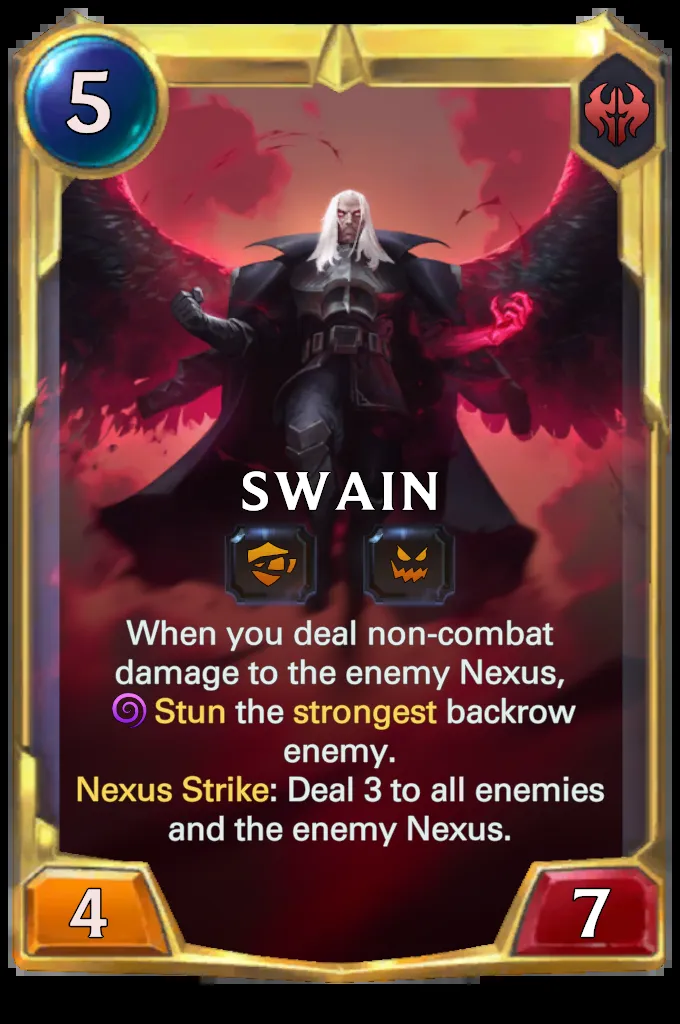 5
SWAIN
When you deal non-combat
damage to the enemy Nexus,
Stun the strongest backrow
enemy.
Nexus Strike: Deal 3 to all enemies
and the enemy Nexus.
4
7